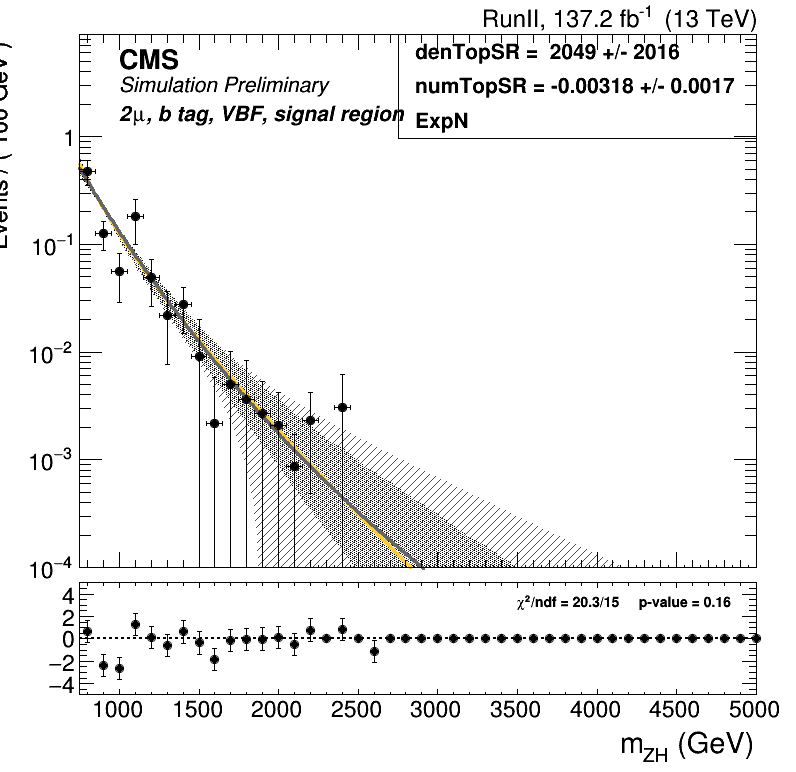 RunII, 137.2 fb⁻¹ (13 TeV)
CMS
Simulation Preliminary
2μ, b tag, VBF, signal region
denTopSR = 2049 +/- 2016
numTopSR = -0.00318 +/- 0.0017
ExpN
Events / ( 100 GeV )
1
10⁻¹
10⁻²
10⁻³
10⁻⁴
χ²/ndf = 20.3/15 p-value = 0.16
4
2
0
−2
−4
1000 1500 2000 2500 3000 3500 4000 4500 5000
m_ZH (GeV)